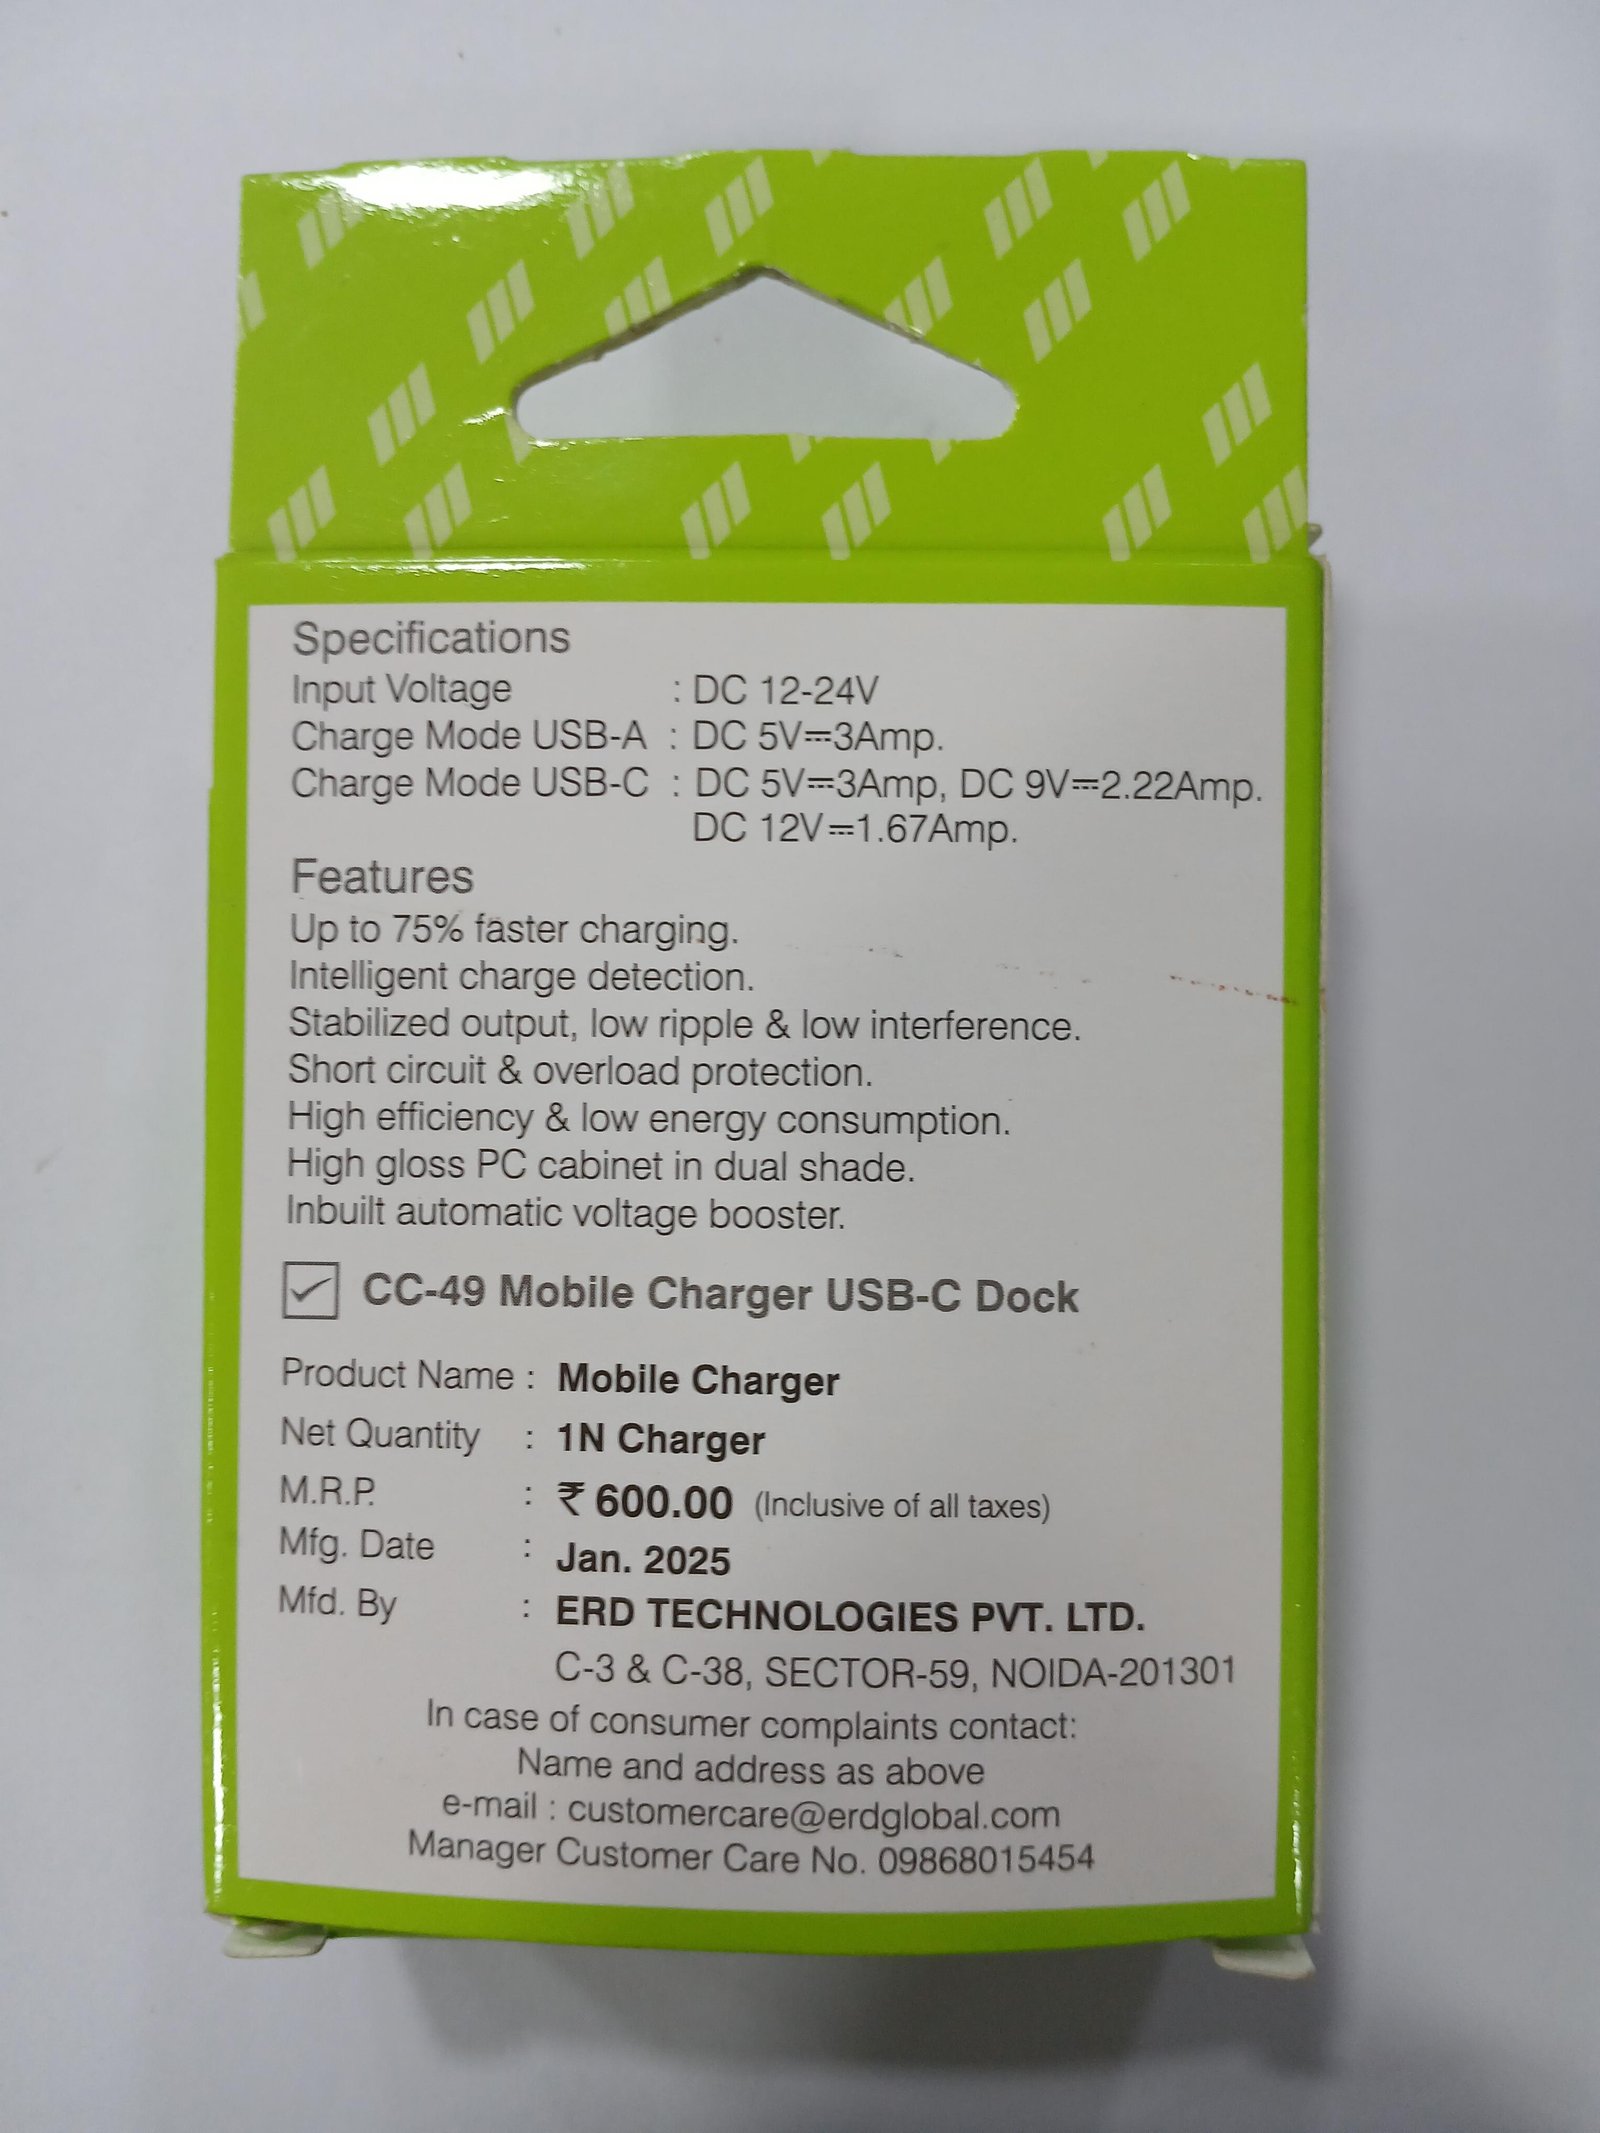 Specifications
Input Voltage : DC 12-24V
Charge Mode USB-A : DC 5V⎓3Amp.
Charge Mode USB-C : DC 5V⎓3Amp, DC 9V⎓2.22Amp.
DC 12V⎓1.67Amp.
Features
Up to 75% faster charging.
Intelligent charge detection.
Stabilized output, low ripple & low interference.
Short circuit & overload protection.
High efficiency & low energy consumption.
High gloss PC cabinet in dual shade.
Inbuilt automatic voltage booster.
CC-49 Mobile Charger USB-C Dock
Product Name : Mobile Charger
Net Quantity : 1N Charger
M.R.P. : ₹ 600.00 (Inclusive of all taxes)
Mfg. Date : Jan. 2025
Mfd. By : ERD TECHNOLOGIES PVT. LTD.
C-3 & C-38, SECTOR-59, NOIDA-201301
In case of consumer complaints contact:
Name and address as above
e-mail : customercare@erdglobal.com
Manager Customer Care No. 09868015454